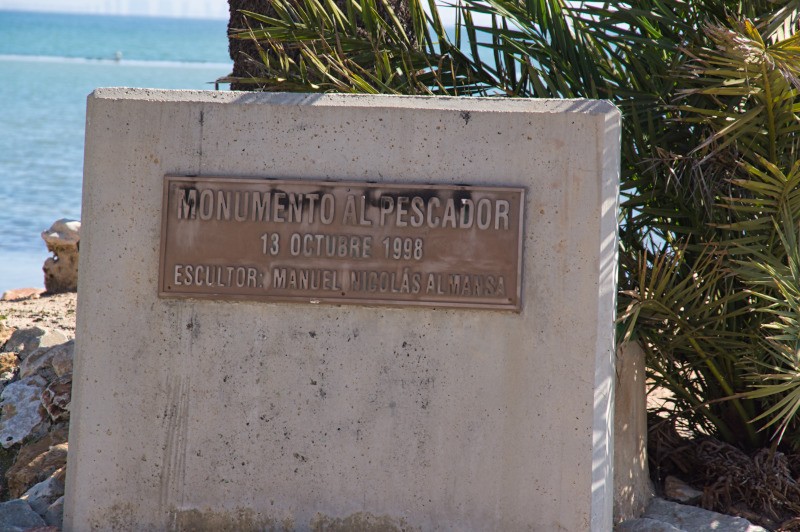 MONUMENTO AL PESCADOR
13 OCTUBRE 1998
ESCULTOR: MANUEL NICOLÁS ALMANSA